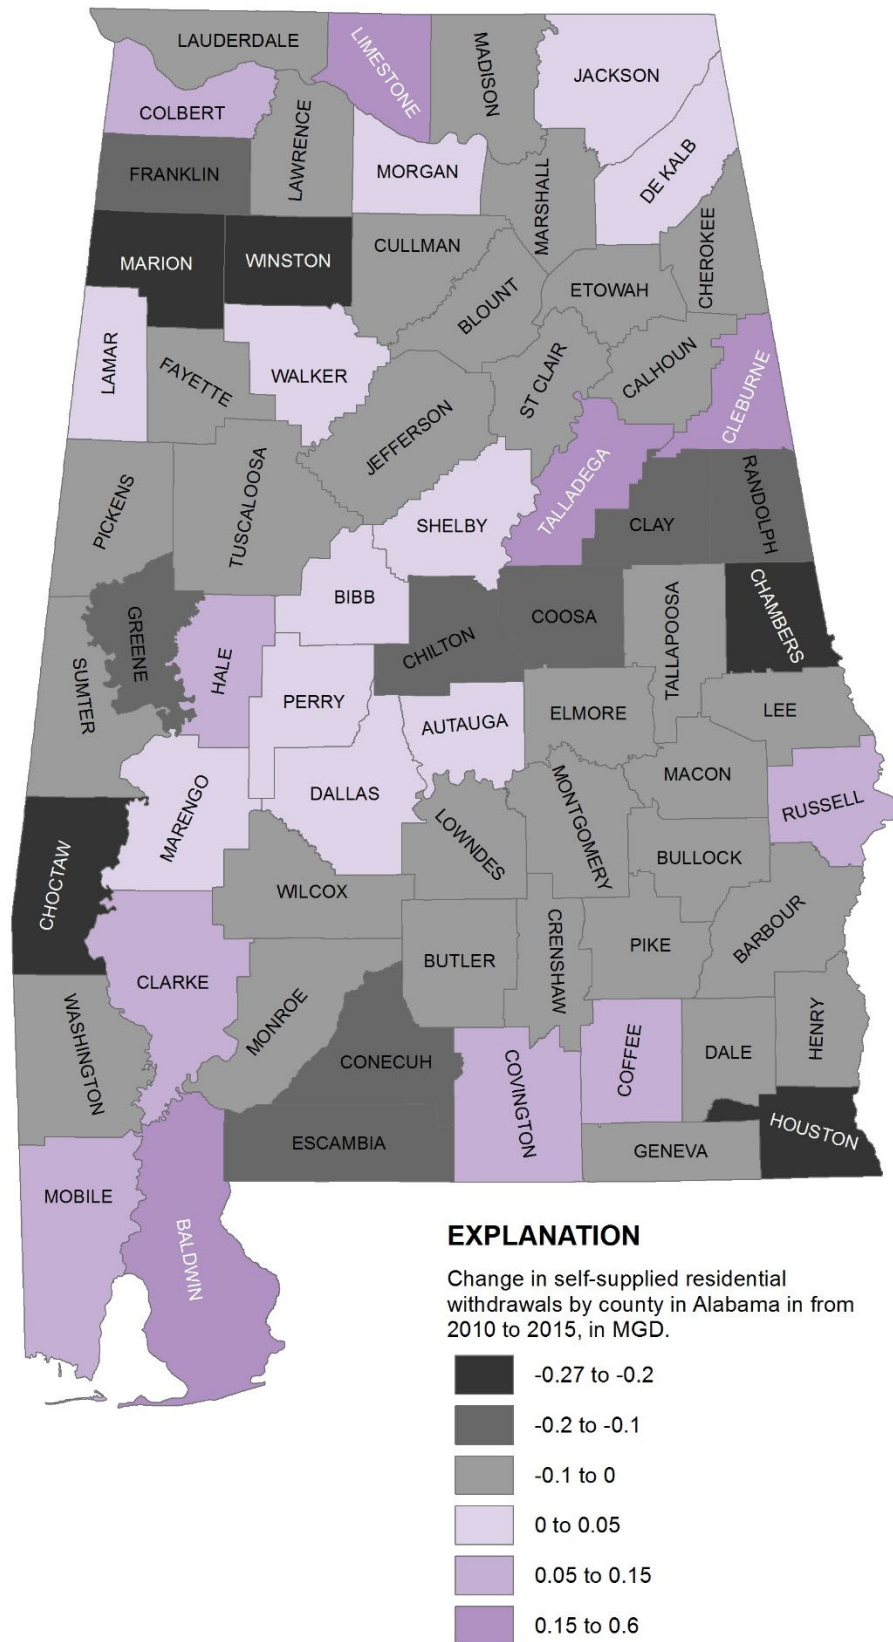 LAUDERDALE
LIMESTONE
MADISON
JACKSON
COLBERT
LAWRENCE
FRANKLIN
MORGAN
MARSHALL
DE KALB
CHEROKEE
MARION
WINSTON
CULLMAN
BLOUNT
ETOWAH
LAMAR
FAYETTE
WALKER
JEFFERSON
ST CLAIR
CALHOUN
CLEBURNE
PICKENS
TUSCALOOSA
SHELBY
TALLADEGA
CLAY
RANDOLPH
GREENE
HALE
BIBB
CHILTON
COOSA
TALLAPOOSA
CHAMBERS
SUMTER
PERRY
AUTAUGA
ELMORE
LEE
MARENGO
DALLAS
LOWNDES
MONTGOMERY
MACON
RUSSELL
CHOCTAW
WILCOX
BULLOCK
BUTLER
CRENSHAW
PIKE
BARBOUR
CLARKE
WASHINGTON
MONROE
CONECUH
COVINGTON
COFFEE
DALE
HENRY
ESCAMBIA
GENEVA
HOUSTON
MOBILE
BALDWIN
EXPLANATION
Change in self-supplied residential
withdrawals by county in Alabama in from
2010 to 2015, in MGD.
-0.27 to -0.2
-0.2 to -0.1
-0.1 to 0
0 to 0.05
0.05 to 0.15
0.15 to 0.6